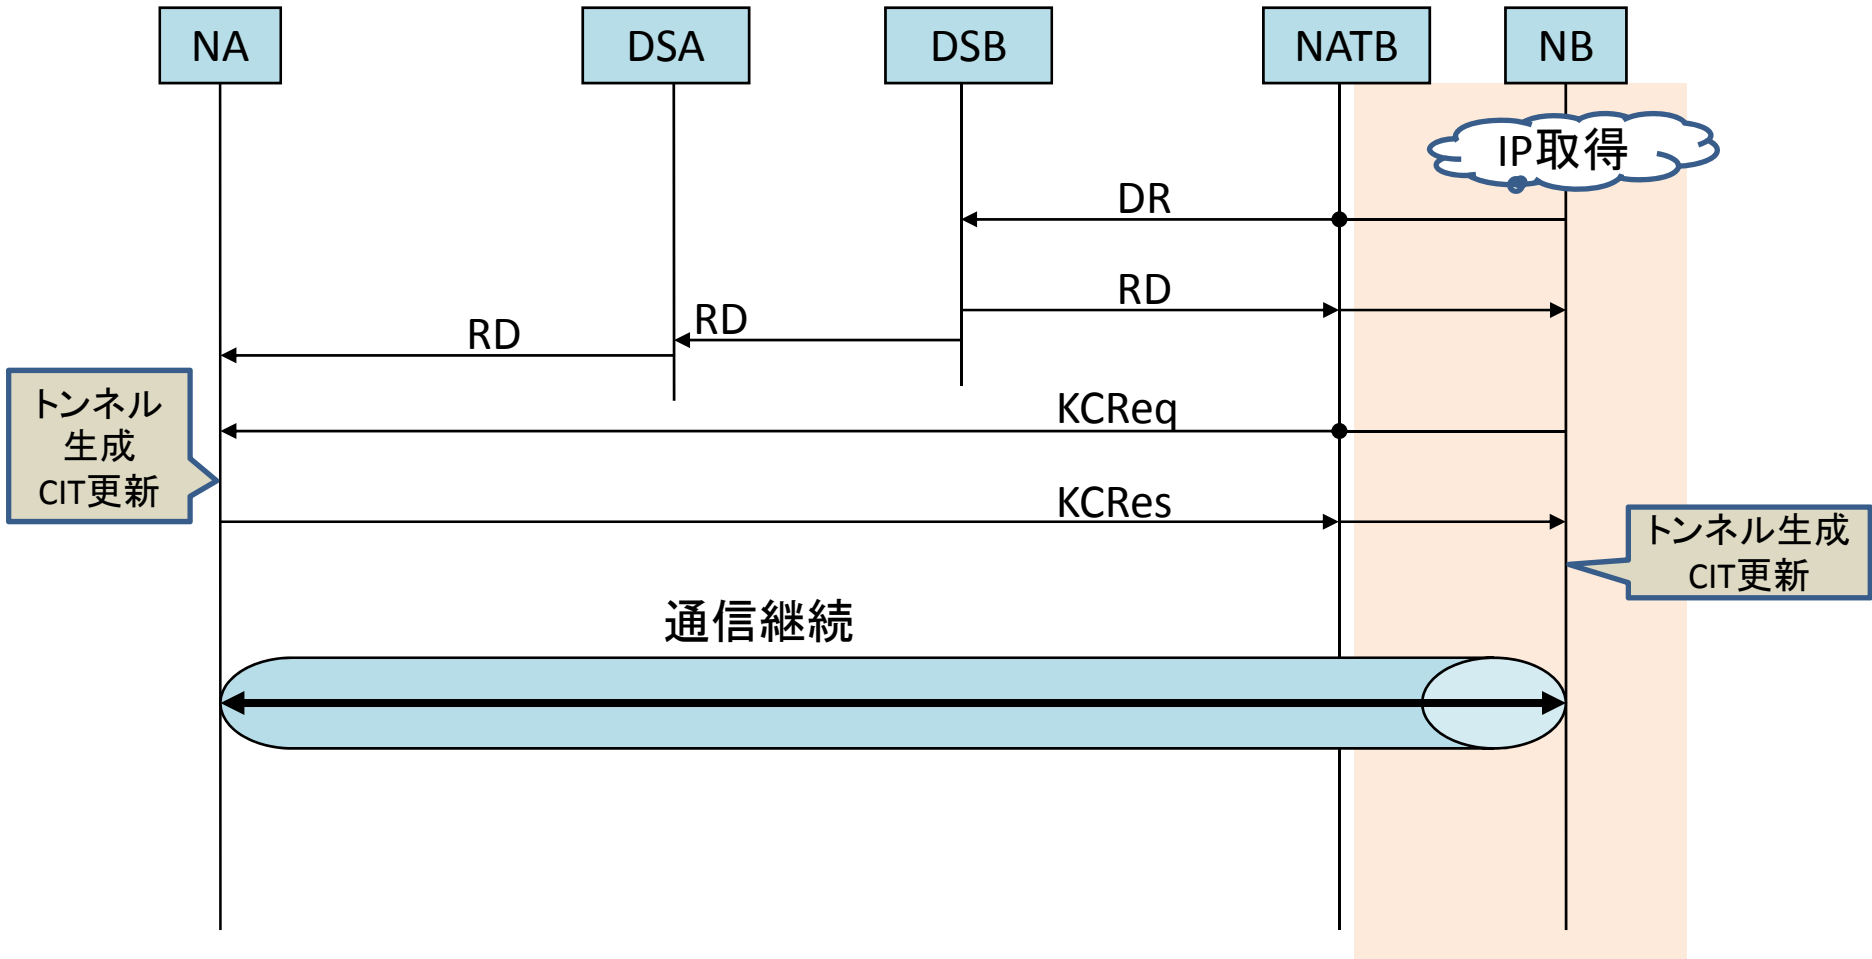 NA
DSA
DSB
NATB
NB
IP取得
DR
RD
RD
RD
トンネル
生成
CIT更新
KCReq
KCRes
トンネル生成
CIT更新
通信継続